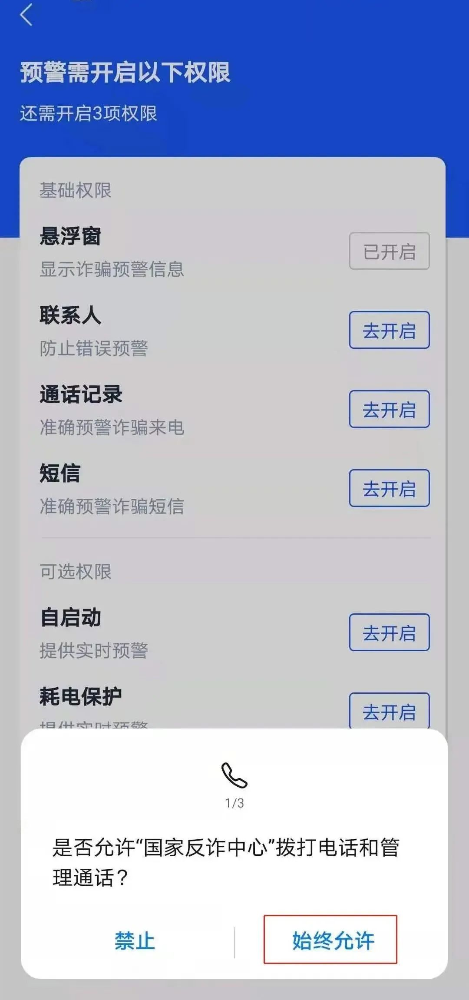 预警需开启以下权限
还需开启3项权限
基础权限
悬浮窗
已开启
显示诈骗预警信息
联系人
去开启
防止错误预警
通话记录
去开启
准确预警诈骗来电
短信
去开启
准确预警诈骗短信
可选权限
自启动
去开启
提供实时预警
耗电保护
去开启
提供实时预警
1/3
是否允许“国家反诈中心”拨打电话和管
理通话？
禁止
始终允许